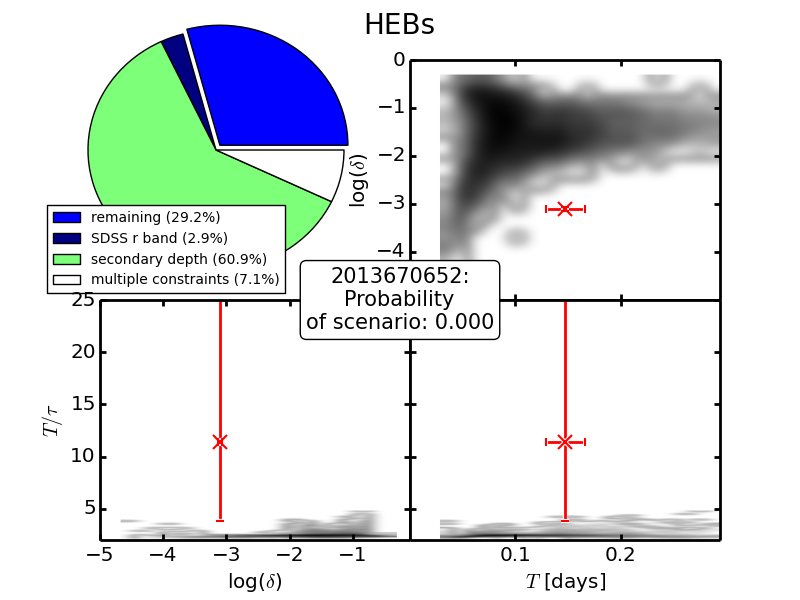 HEBs
remaining (29.2%)
SDSS r band (2.9%)
secondary depth (60.9%)
multiple constraints (7.1%)
0
−1
−2
−3
−4
log(δ)
2013670652:
Probability
of scenario: 0.000
25
20
15
10
5
T/τ
−5 −4 −3 −2 −1
log(δ)
0.1 0.2
T [days]